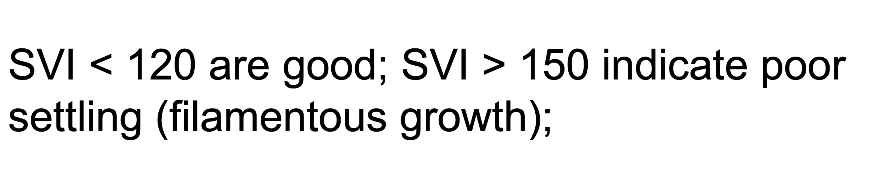 SVI < 120 are good; SVI > 150 indicate poor
settling (filamentous growth);